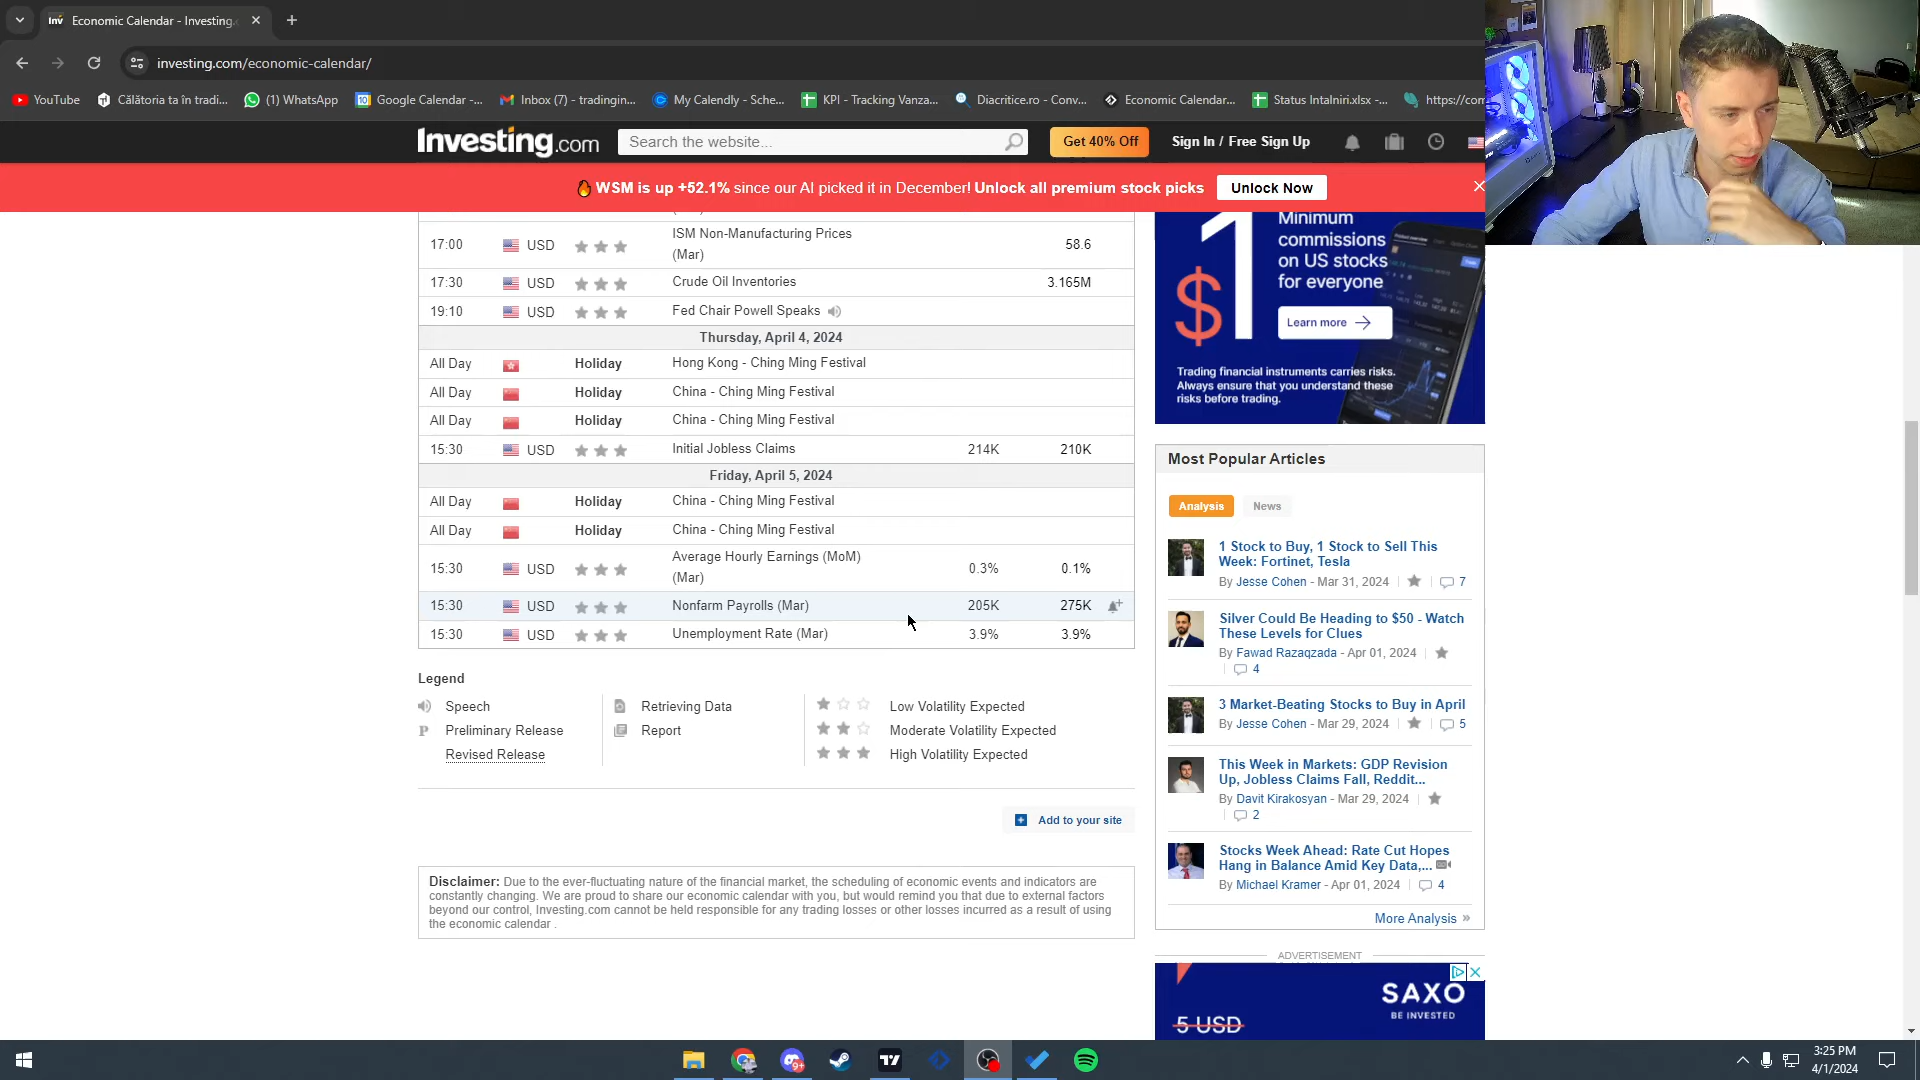 Economic Calendar - Investing.
investing.com/economic-calendar/
YouTube
Călătoria ta în tradi...
(1) WhatsApp
Google Calendar -...
Inbox (7) - tradingin...
My Calendly - Sche...
KPI - Tracking Vanza...
Diacritice.ro - Conv...
Economic Calendar...
Status Intalniri.xlsx -...
https://com
Investing.com
Search the website...
Get 40% Off
Sign In / Free Sign Up
WSM is up +52.1% since our AI picked it in December! Unlock all premium stock picks
Unlock Now
17:00 USD ISM Non-Manufacturing Prices (Mar) 58.6
17:30 USD Crude Oil Inventories 3.165M
19:10 USD Fed Chair Powell Speaks
Thursday, April 4, 2024
All Day Holiday Hong Kong - Ching Ming Festival
All Day Holiday China - Ching Ming Festival
All Day Holiday China - Ching Ming Festival
15:30 USD Initial Jobless Claims 214K 210K
Friday, April 5, 2024
All Day Holiday China - Ching Ming Festival
All Day Holiday China - Ching Ming Festival
15:30 USD Average Hourly Earnings (MoM) (Mar) 0.3% 0.1%
15:30 USD Nonfarm Payrolls (Mar) 205K 275K
15:30 USD Unemployment Rate (Mar) 3.9% 3.9%
Legend
Speech
Preliminary Release
Revised Release
Retrieving Data
Report
Low Volatility Expected
Moderate Volatility Expected
High Volatility Expected
Add to your site
Disclaimer: Due to the ever-fluctuating nature of the financial market, the scheduling of economic events and indicators are
constantly changing. We are proud to share our economic calendar with you, but would remind you that due to external factors
beyond our control, Investing.com cannot be held responsible for any trading losses or other losses incurred as a result of using
the economic calendar .
$1
Minimum
commissions
on US stocks
for everyone
Learn more
Trading financial instruments carries risks.
Always ensure that you understand these
risks before trading.
Most Popular Articles
Analysis
News
1 Stock to Buy, 1 Stock to Sell This
Week: Fortinet, Tesla
By Jesse Cohen - Mar 31, 2024 7
Silver Could Be Heading to $50 - Watch
These Levels for Clues
By Fawad Razaqzada - Apr 01, 2024
4
3 Market-Beating Stocks to Buy in April
By Jesse Cohen - Mar 29, 2024 5
This Week in Markets: GDP Revision
Up, Jobless Claims Fall, Reddit...
By Davit Kirakosyan - Mar 29, 2024
2
Stocks Week Ahead: Rate Cut Hopes
Hang in Balance Amid Key Data,...
By Michael Kramer - Apr 01, 2024 4
More Analysis »
ADVERTISEMENT
SAXO
BE INVESTED
5 USD
3:25 PM
4/1/2024